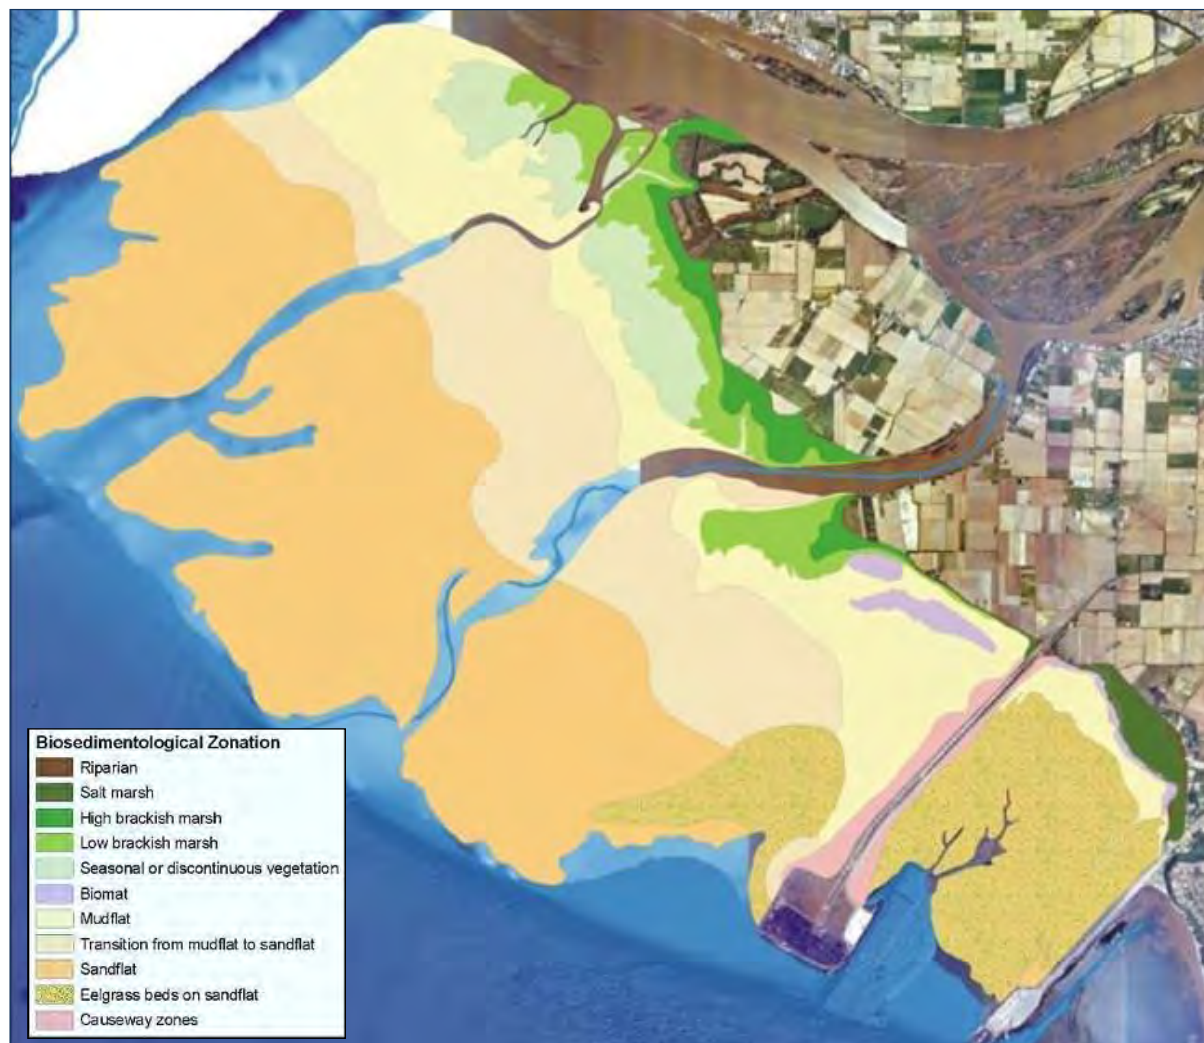 Biosedimentological Zonation
Riparian
Salt marsh
High brackish marsh
Low brackish marsh
Seasonal or discontinuous vegetation
Biomat
Mudflat
Transition from mudflat to sandflat
Sandflat
Eelgrass beds on sandflat
Causeway zones